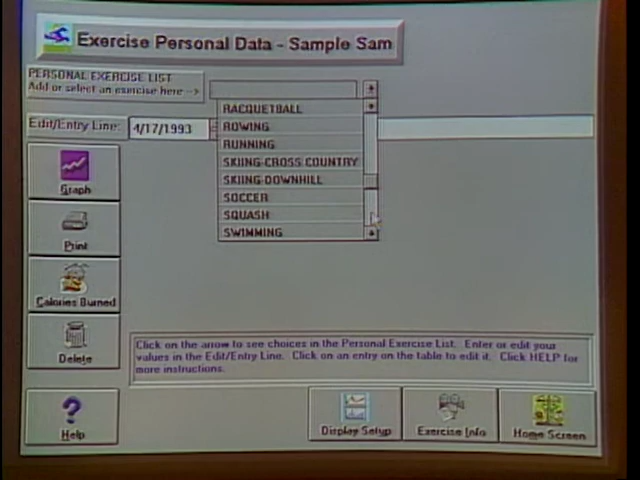 Exercise Personal Data - Sample Sam
PERSONAL EXERCISE LIST
Add or select an exercise here -->
RACQUETBALL
ROWING
RUNNING
SKIING-CROSS COUNTRY
SKIING-DOWNHILL
SOCCER
SQUASH
SWIMMING
Edit/Entry Line:
4/17/1993
Graph
Print
Calories Burned
Delete
Click on the arrow to see choices in the Personal Exercise List. Enter or edit your
values in the Edit/Entry Line. Click on an entry on the table to edit it. Click HELP for
more instructions.
Help
Display Setup
Exercise Info
Home Screen